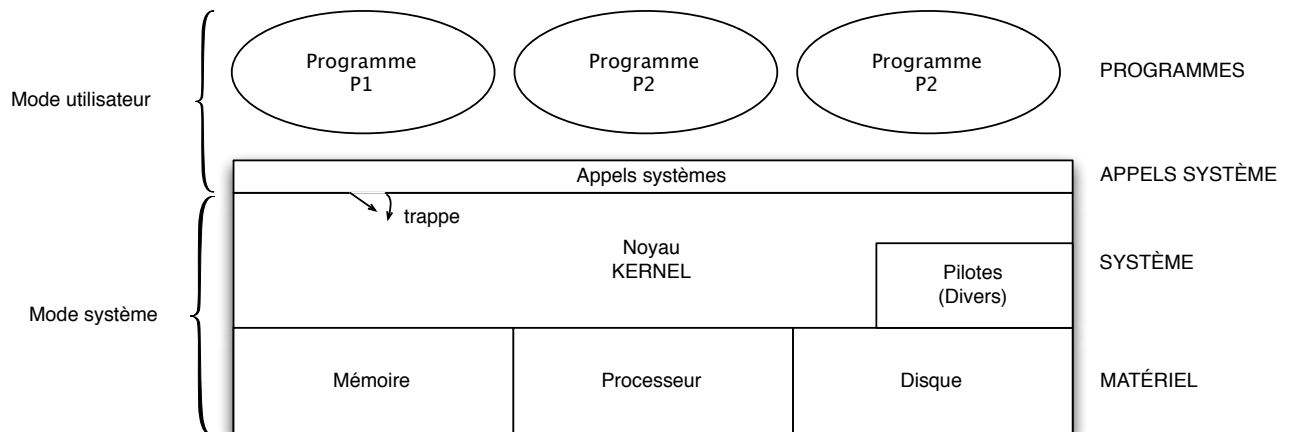 Programme
P1
Programme
P2
Programme
P2
PROGRAMMES
Mode utilisateur
Appels systèmes
APPELS SYSTÈME
trappe
Noyau
KERNEL
Pilotes
(Divers)
SYSTÈME
Mode système
Mémoire
Processeur
Disque
MATÉRIEL